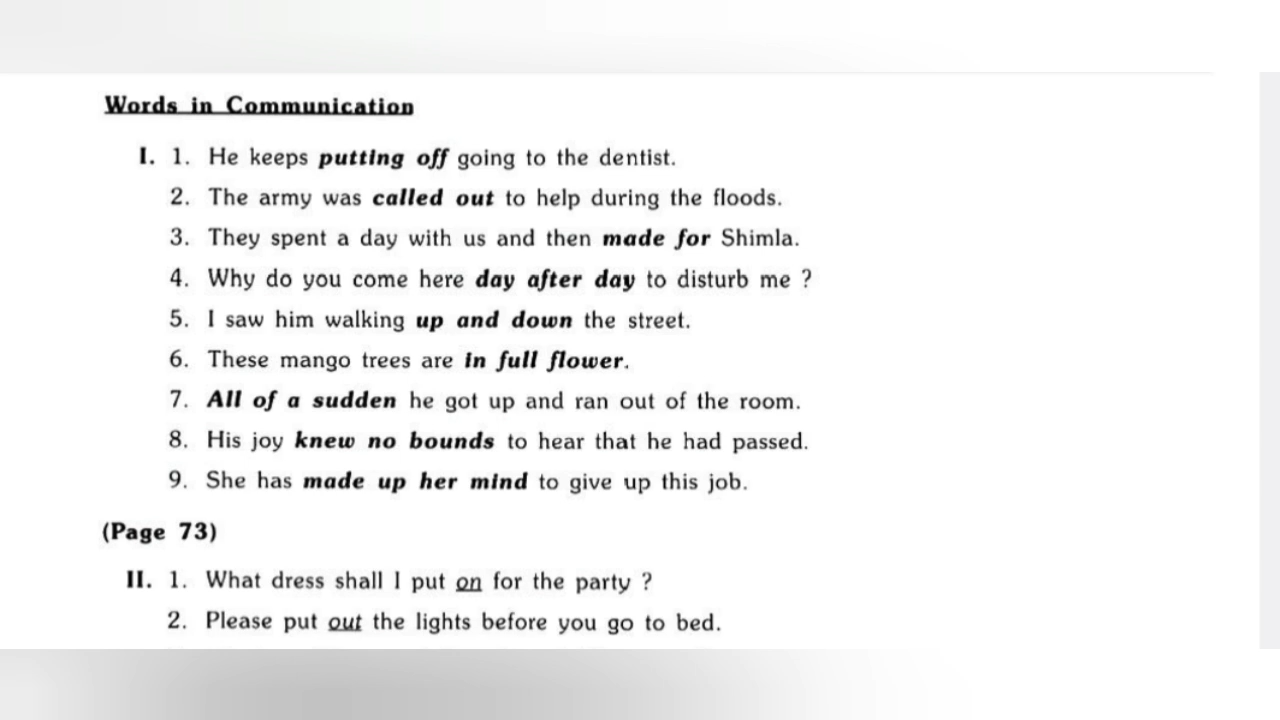 Words in Communication
I. 1. He keeps putting off going to the dentist.
2. The army was called out to help during the floods.
3. They spent a day with us and then made for Shimla.
4. Why do you come here day after day to disturb me ?
5. I saw him walking up and down the street.
6. These mango trees are in full flower.
7. All of a sudden he got up and ran out of the room.
8. His joy knew no bounds to hear that he had passed.
9. She has made up her mind to give up this job.
(Page 73)
II. 1. What dress shall I put on for the party ?
2. Please put out the lights before you go to bed.